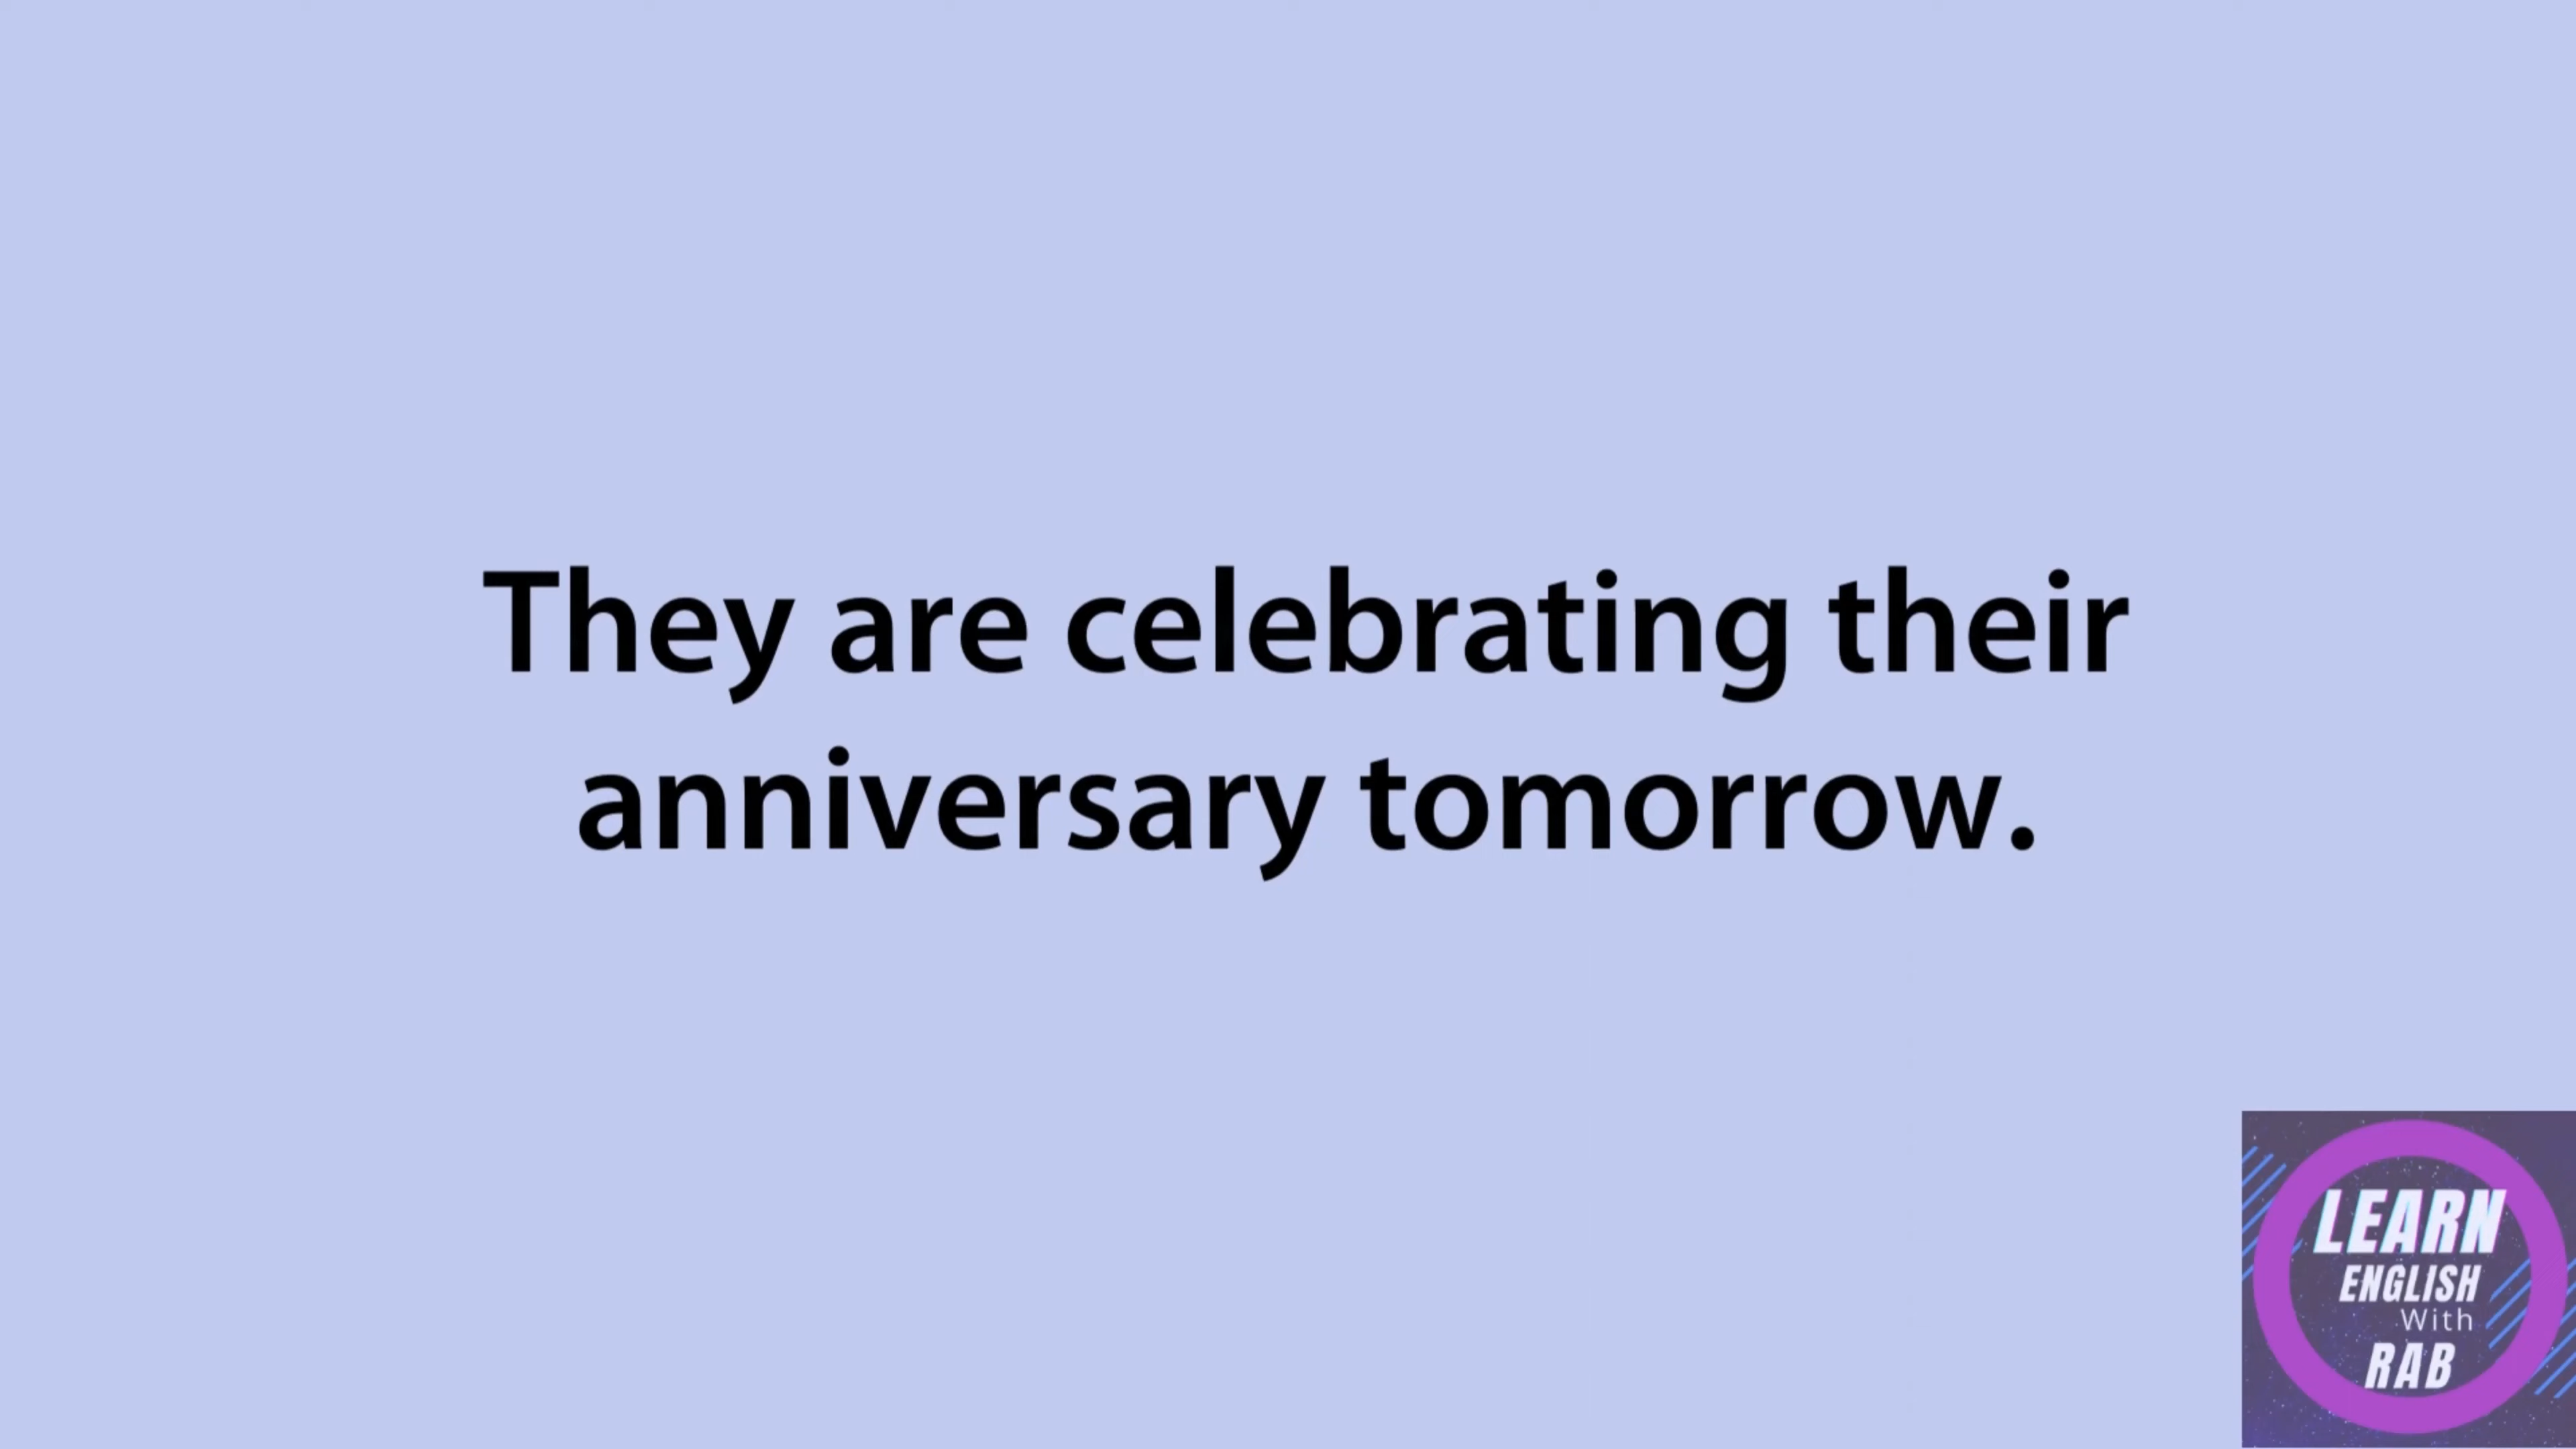 They are celebrating their
anniversary tomorrow.
LEARN
ENGLISH
With
RAB